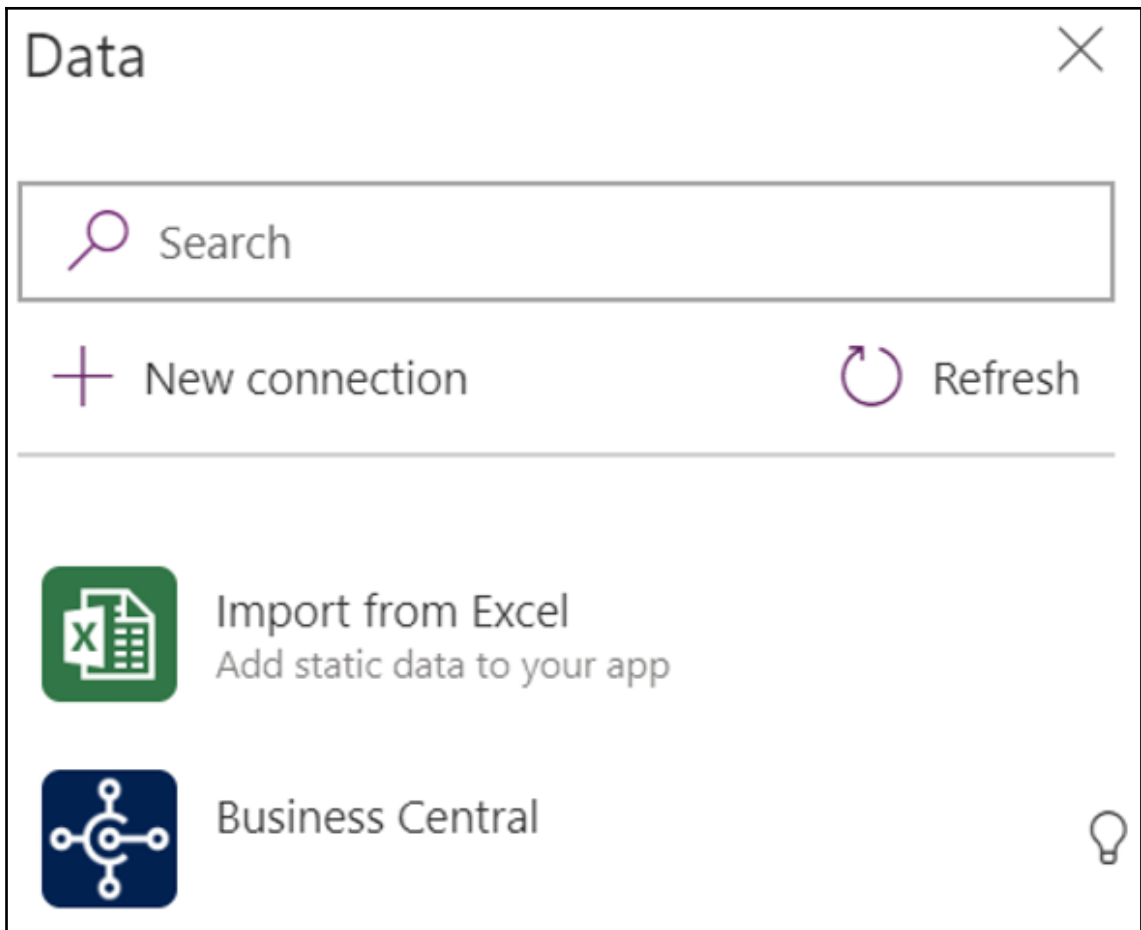 Data
Search
New connection
Refresh
Import from Excel
Add static data to your app
Business Central